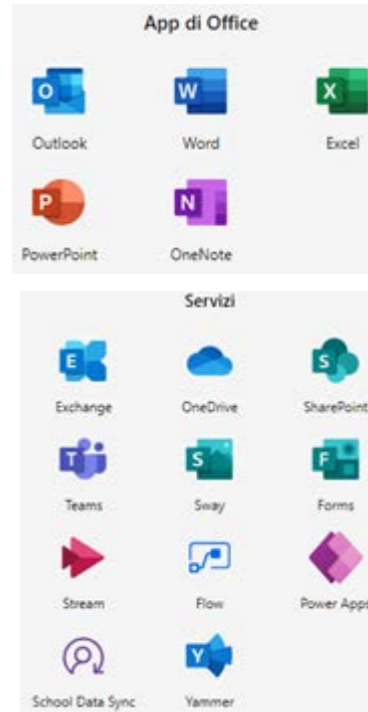 App di Office
O W X
Outlook Word Excel
P N
PowerPoint OneNote
Servizi
E S
Exchange OneDrive SharePoint
T S F
Teams Sway Forms
Stream Flow Power Apps
Y
School Data Sync Yammer